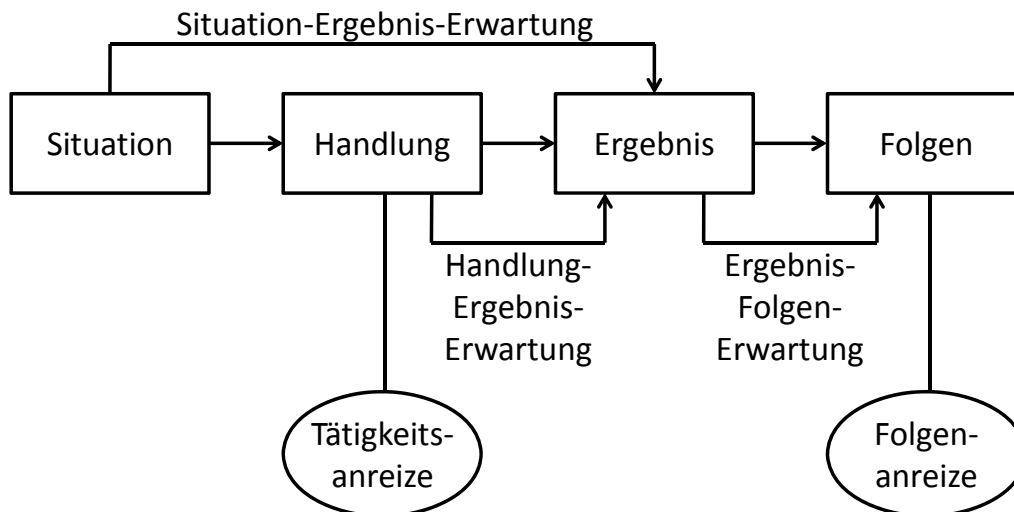 Situation-Ergebnis-Erwartung
Situation
Handlung
Ergebnis
Folgen
Handlung-
Ergebnis-
Erwartung
Ergebnis-
Folgen-
Erwartung
Tätigkeits-
anreize
Folgen-
anreize